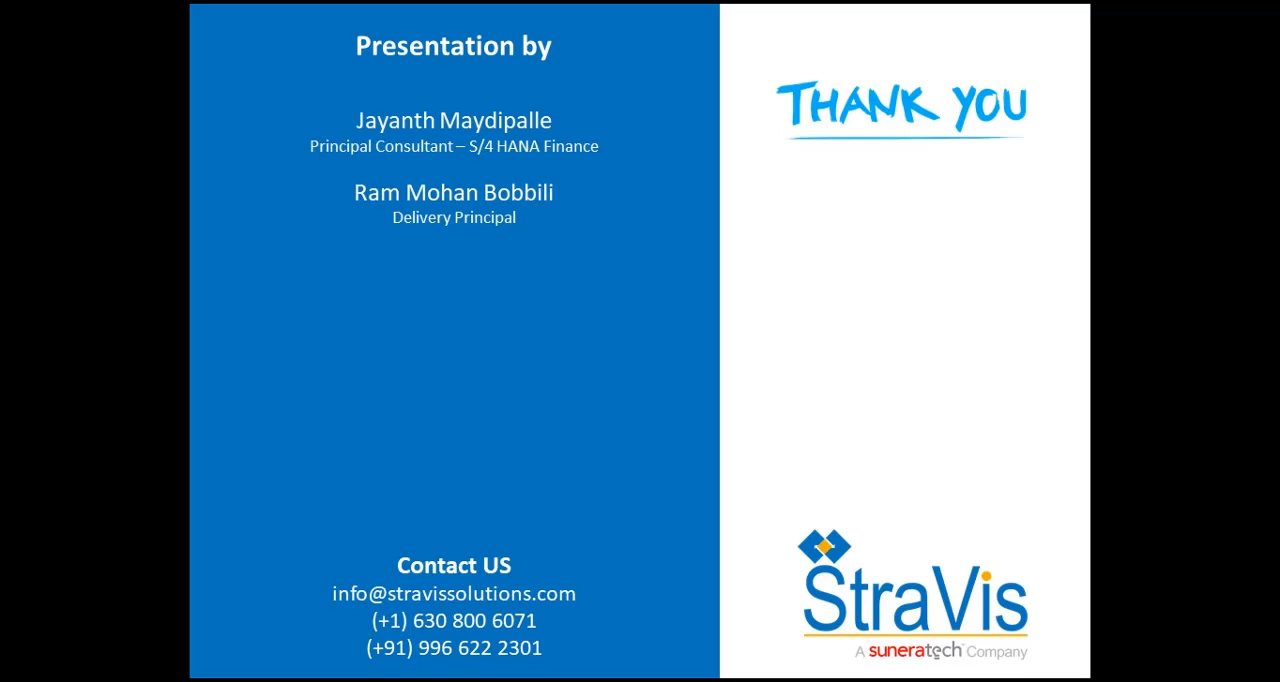 Presentation by
Jayanth Maydipalle
Principal Consultant – S/4 HANA Finance
Ram Mohan Bobbili
Delivery Principal
Contact US
info@stravissolutions.com
(+1) 630 800 6071
(+91) 996 622 2301
THANK YOU
StraVis
A suneratech Company